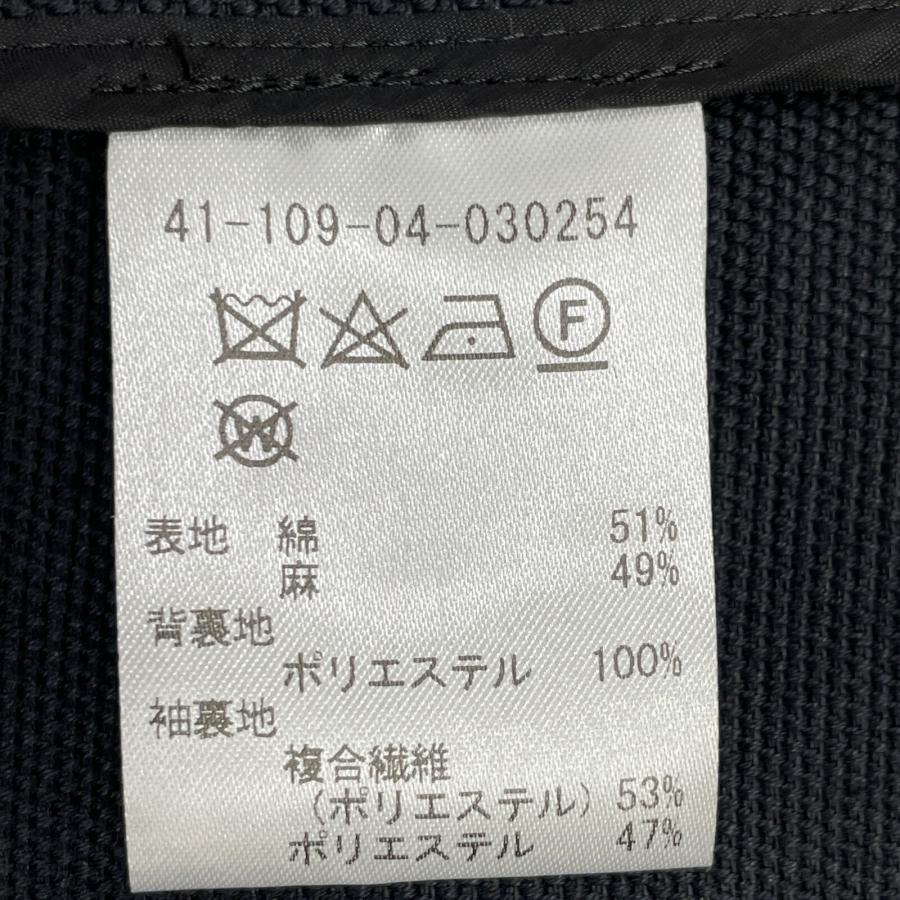 41-109-04-030254
F
W
表地 綿 51%
麻 49%
背裏地
ポリエステル 100%
袖裏地
複合繊維
(ポリエステル) 53%
ポリエステル 47%